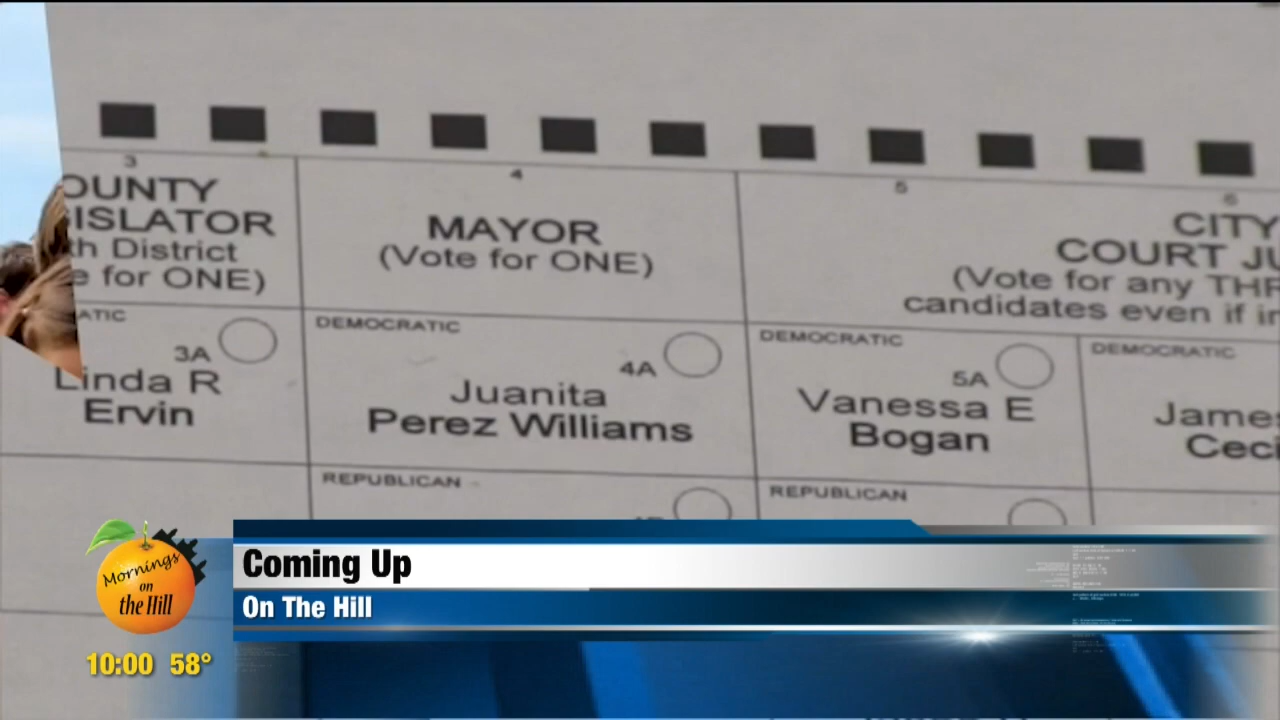 3
OUNTY
ISLATOR
th District
e for ONE)
4
MAYOR
(Vote for ONE)
5
6
CITY
COURT JU
(Vote for any THR
candidates even if in
ATIC
3A
Linda R
Ervin
DEMOCRATIC
4A
Juanita
Perez Williams
DEMOCRATIC
5A
Vanessa E
Bogan
DEMOCRATIC
James
Ceci
REPUBLICAN
REPUBLICAN
Mornings
on
the Hill
Coming Up
On The Hill
10:00 58°